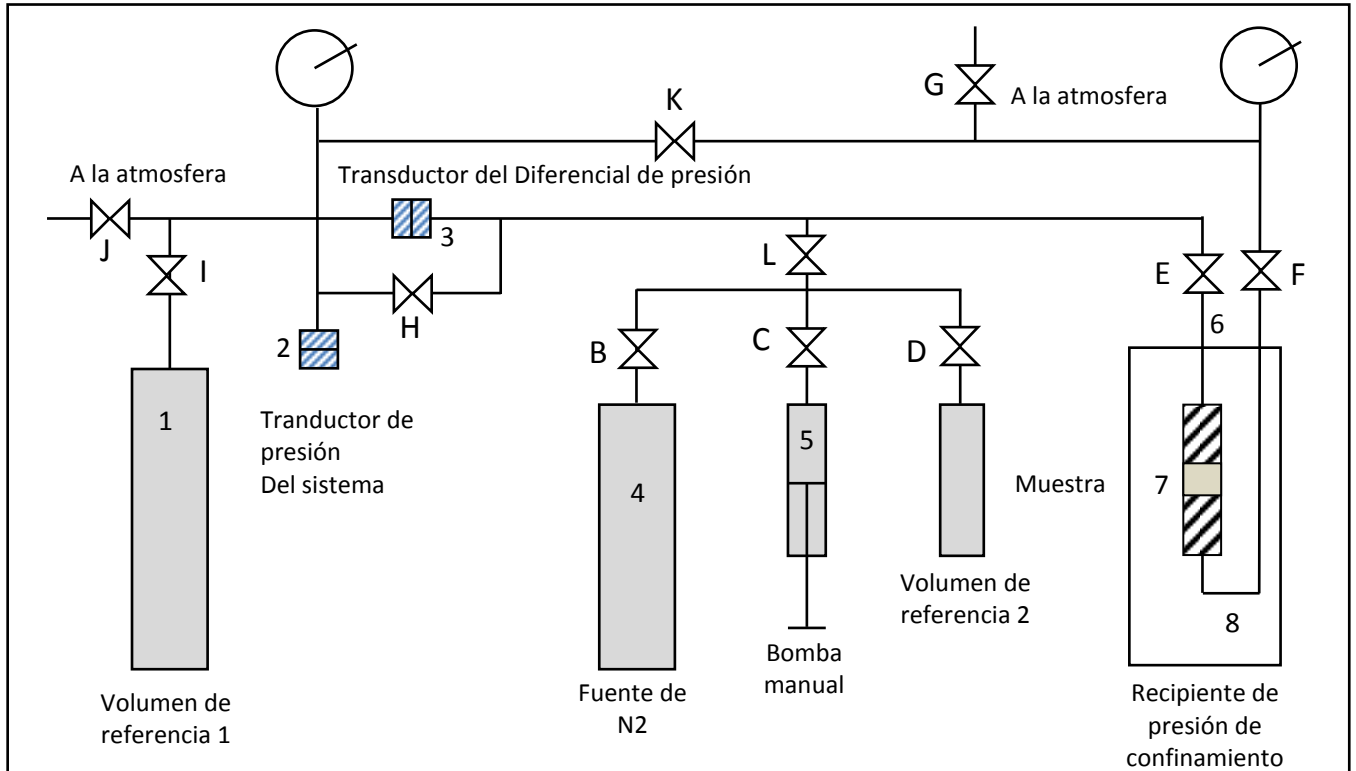 G
A la atmosfera
K
A la atmosfera
Transductor del Diferencial de presión
J
I
3
L
E
F
H
2
6
B
C
D
1
Tranductor de
presión
Del sistema
4
5
Muestra
7
Volumen de
referencia 2
8
Bomba
manual
Volumen de
referencia 1
Fuente de
N2
Recipiente de
presión de
confinamiento